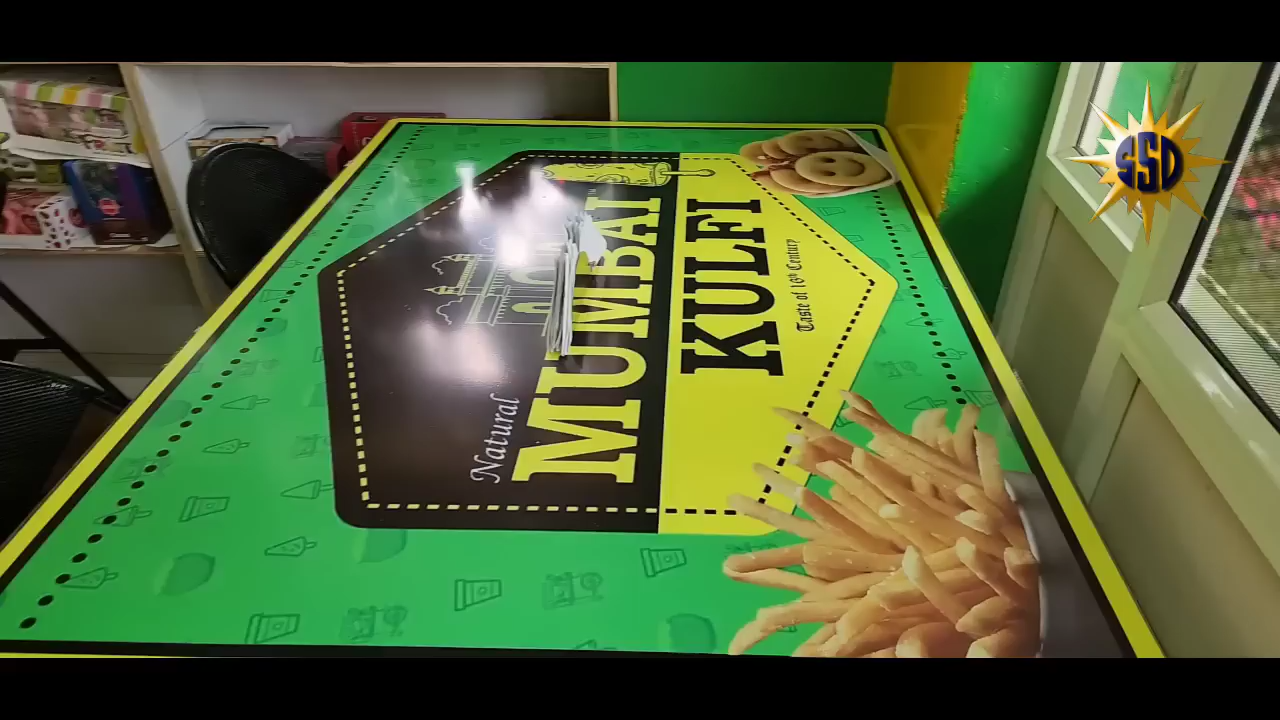 Natural
MUMBAI
KULFI
Taste of 16th Century
SSD